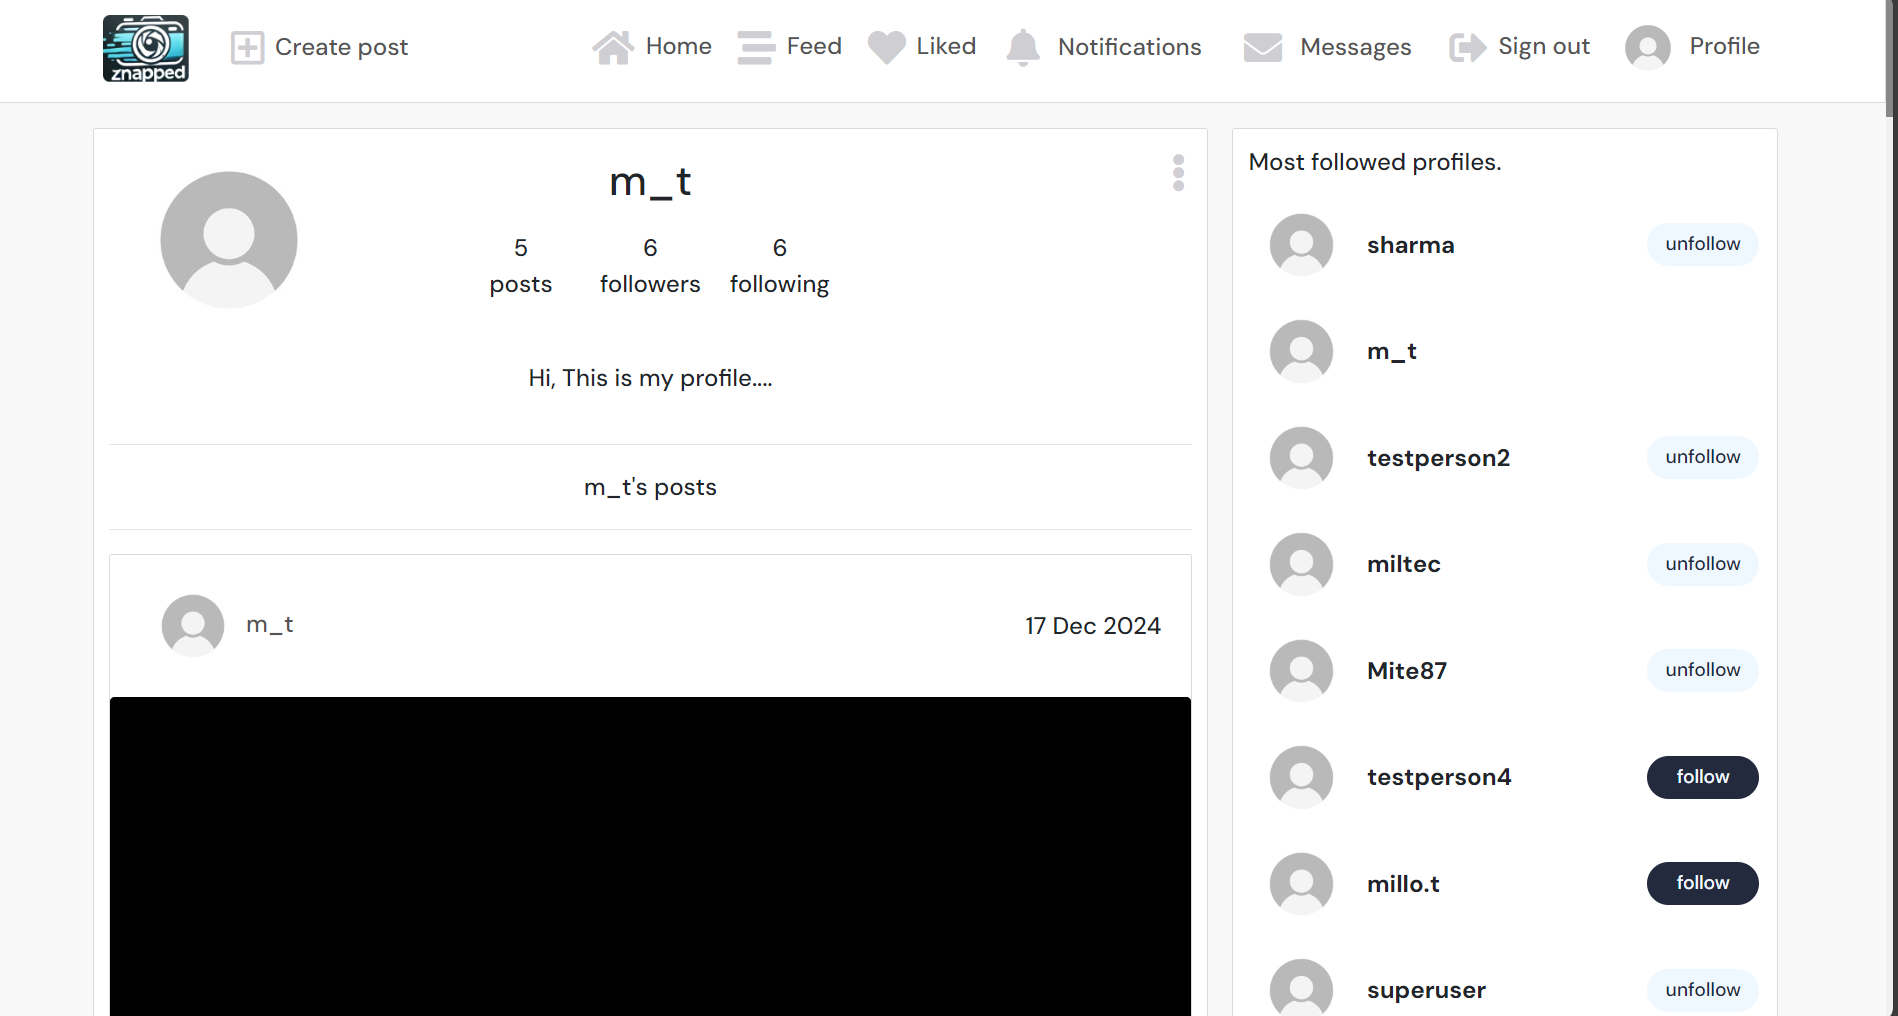 znapped
Create post
Home
Feed
Liked
Notifications
Messages
Sign out
Profile
m_t
5 6 6
posts followers following
Hi, This is my profile....
m_t's posts
m_t
17 Dec 2024
Most followed profiles.
sharma unfollow
m_t
testperson2 unfollow
miltec unfollow
Mite87 unfollow
testperson4 follow
millo.t follow
superuser unfollow